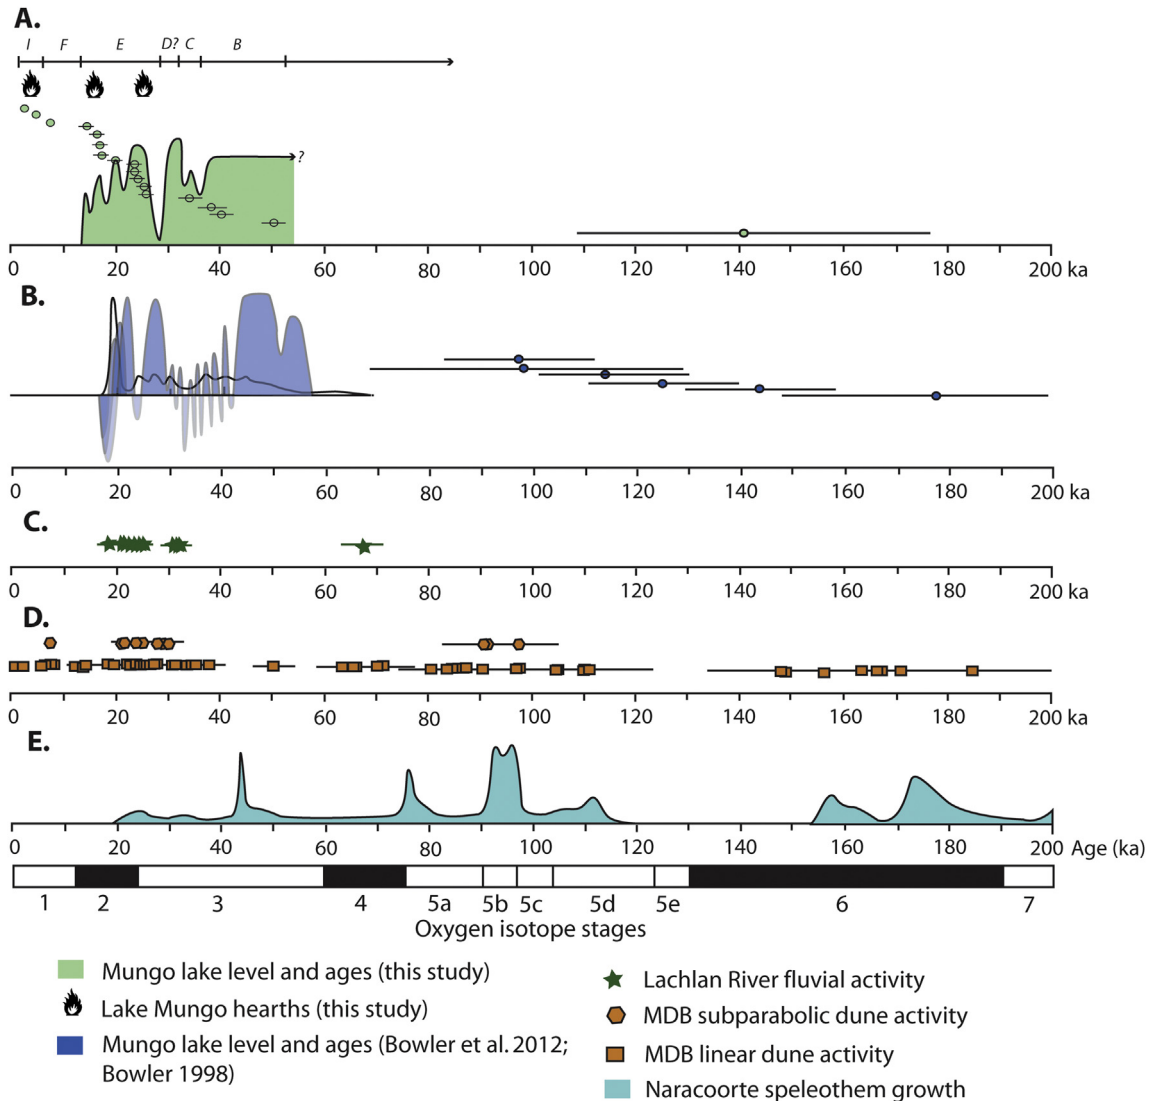 A.
I F E D? C B
?
0 20 40 60 80 100 120 140 160 180 200 ka
B.
0 20 40 60 80 100 120 140 160 180 200 ka
C.
0 20 40 60 80 100 120 140 160 180 200 ka
D.
0 20 40 60 80 100 120 140 160 180 200 ka
E.
0 20 40 60 80 100 120 140 160 180 200 Age (ka)
1 2 3 4 5a 5b 5c 5d 5e 6 7
Oxygen isotope stages
Mungo lake level and ages (this study)
Lake Mungo hearths (this study)
Mungo lake level and ages (Bowler et al. 2012;
Bowler 1998)
Lachlan River fluvial activity
MDB subparabolic dune activity
MDB linear dune activity
Naracoorte speleothem growth